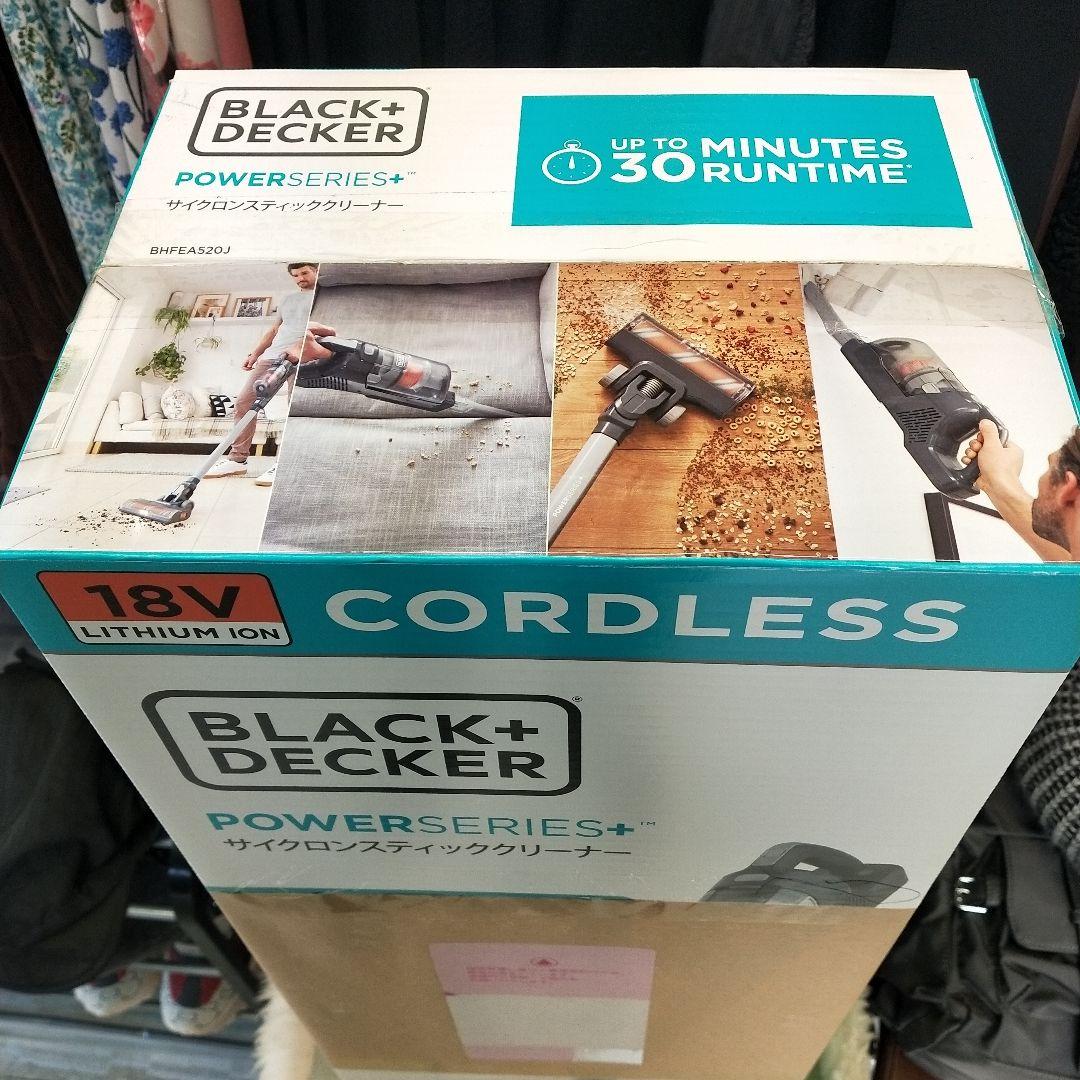 BLACK+
DECKER®
POWERSERIES+™
サイクロンスティッククリーナー
BHFEA520J
UP TO
30 MINUTES
RUNTIME*
18V
LITHIUM ION
CORDLESS
BLACK+
DECKER®
POWERSERIES+™
サイクロンスティッククリーナー